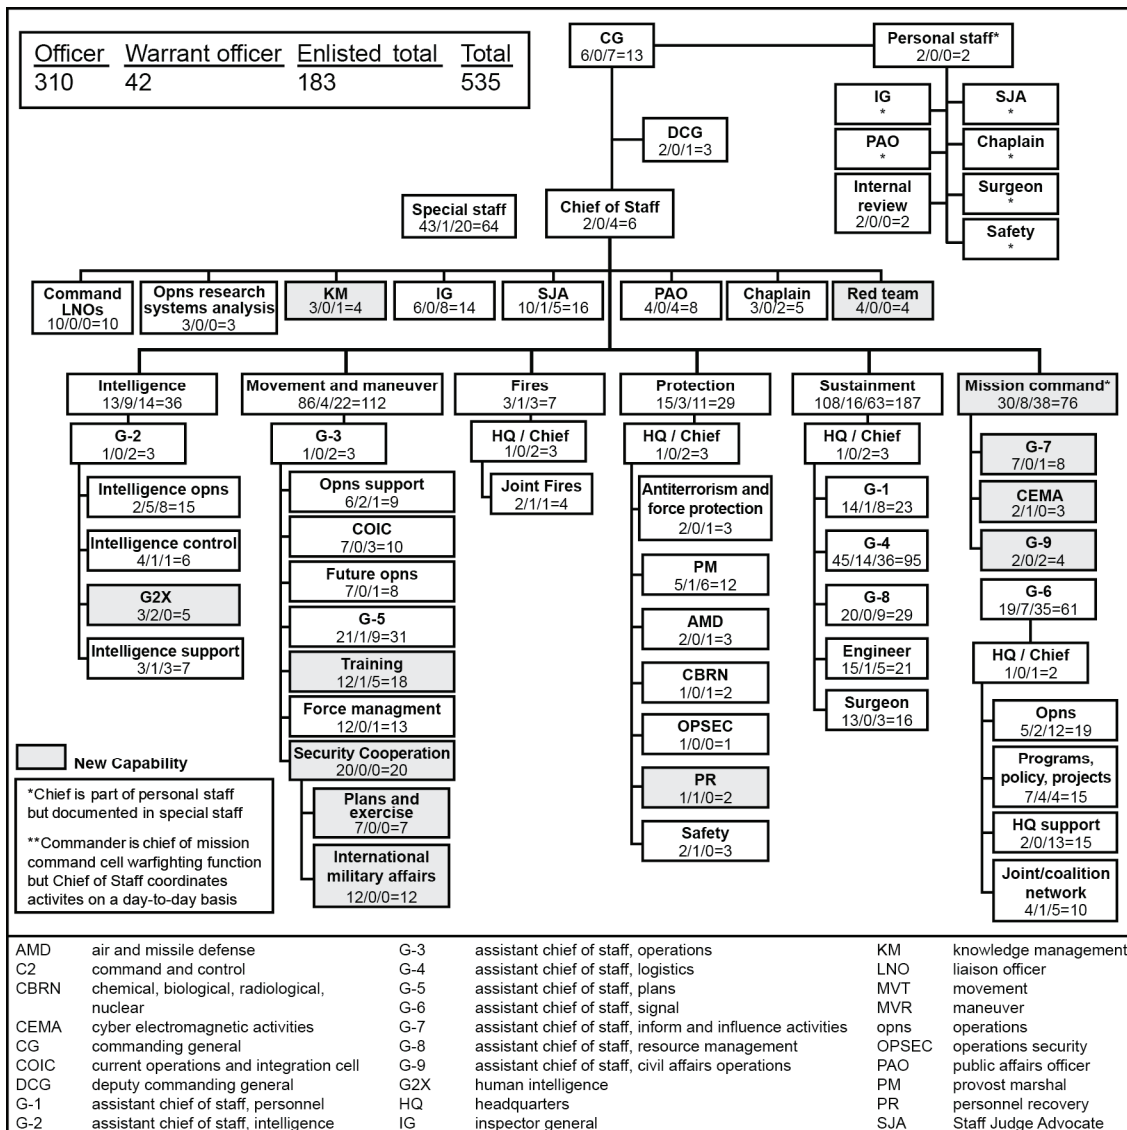 Officer Warrant officer Enlisted total Total
310 42 183 535
CG
6/0/7=13
Personal staff*
2/0/0=2
IG
*
SJA
*
PAO
*
Chaplain
*
Internal
review
2/0/0=2
Surgeon
*
Safety
*
DCG
2/0/1=3
Special staff
43/1/20=64
Chief of Staff
2/0/4=6
Command
LNOs
10/0/0=10
Opns research
systems analysis
3/0/0=3
KM
3/0/1=4
IG
6/0/8=14
SJA
10/1/5=16
PAO
4/0/4=8
Chaplain
3/0/2=5
Red team
4/0/0=4
Intelligence
13/9/14=36
G-2
1/0/2=3
Intelligence opns
2/5/8=15
Intelligence control
4/1/1=6
G2X
3/2/0=5
Intelligence support
3/1/3=7
Movement and maneuver
86/4/22=112
G-3
1/0/2=3
Opns support
6/2/1=9
COIC
7/0/3=10
Future opns
7/0/1=8
G-5
21/1/9=31
Training
12/1/5=18
Force managment
12/0/1=13
Security Cooperation
20/0/0=20
Plans and
exercise
7/0/0=7
International
military affairs
12/0/0=12
Fires
3/1/3=7
HQ / Chief
1/0/2=3
Joint Fires
2/1/1=4
Protection
15/3/11=29
HQ / Chief
1/0/2=3
Antiterrorism and
force protection
2/0/1=3
PM
5/1/6=12
AMD
2/0/1=3
CBRN
1/0/1=2
OPSEC
1/0/0=1
PR
1/1/0=2
Safety
2/1/0=3
Sustainment
108/16/63=187
HQ / Chief
1/0/2=3
G-1
14/1/8=23
G-4
45/14/36=95
G-8
20/0/9=29
Engineer
15/1/5=21
Surgeon
13/0/3=16
Mission command*
30/8/38=76
G-7
7/0/1=8
CEMA
2/1/0=3
G-9
2/0/2=4
G-6
19/7/35=61
HQ / Chief
1/0/1=2
Opns
5/2/12=19
Programs,
policy, projects
7/4/4=15
HQ support
2/0/13=15
Joint/coalition
network
4/1/5=10
New Capability
*Chief is part of personal staff
but documented in special staff
**Commander is chief of mission
command cell warfighting function
but Chief of Staff coordinates
activites on a day-to-day basis
AMD air and missile defense
C2 command and control
CBRN chemical, biological, radiological,
nuclear
CEMA cyber electromagnetic activities
CG commanding general
COIC current operations and integration cell
DCG deputy commanding general
G-1 assistant chief of staff, personnel
G-2 assistant chief of staff, intelligence
G-3 assistant chief of staff, operations
G-4 assistant chief of staff, logistics
G-5 assistant chief of staff, plans
G-6 assistant chief of staff, signal
G-7 assistant chief of staff, inform and influence activities
G-8 assistant chief of staff, resource management
G-9 assistant chief of staff, civil affairs operations
G2X human intelligence
HQ headquarters
IG inspector general
KM knowledge management
LNO liaison officer
MVT movement
MVR maneuver
opns operations
OPSEC operations security
PAO public affairs officer
PM provost marshal
PR personnel recovery
SJA Staff Judge Advocate